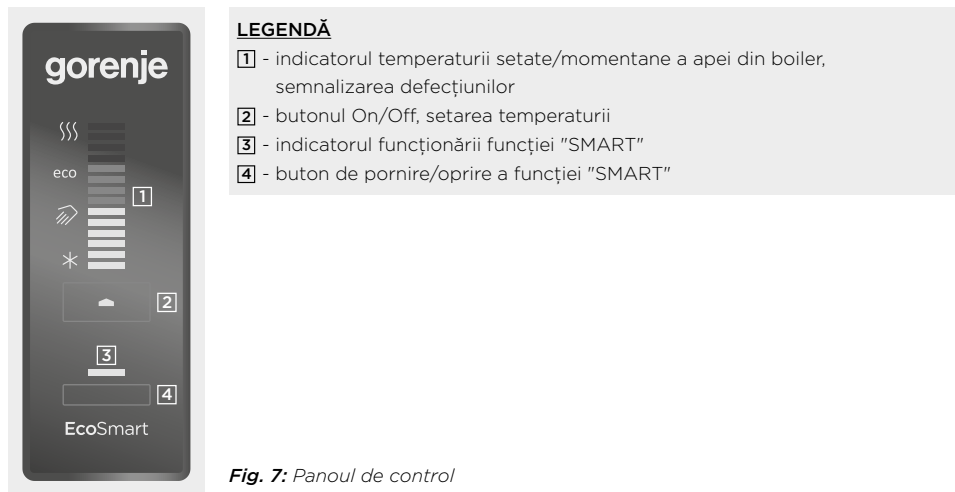 gorenje
eco
1
2
3
4
EcoSmart
LEGENDĂ
1 - indicatorul temperaturii setate/momentane a apei din boiler,
semnalizarea defecțiunilor
2 - butonul On/Off, setarea temperaturii
3 - indicatorul funcționării funcției "SMART"
4 - buton de pornire/oprire a funcției "SMART"
Fig. 7: Panoul de control